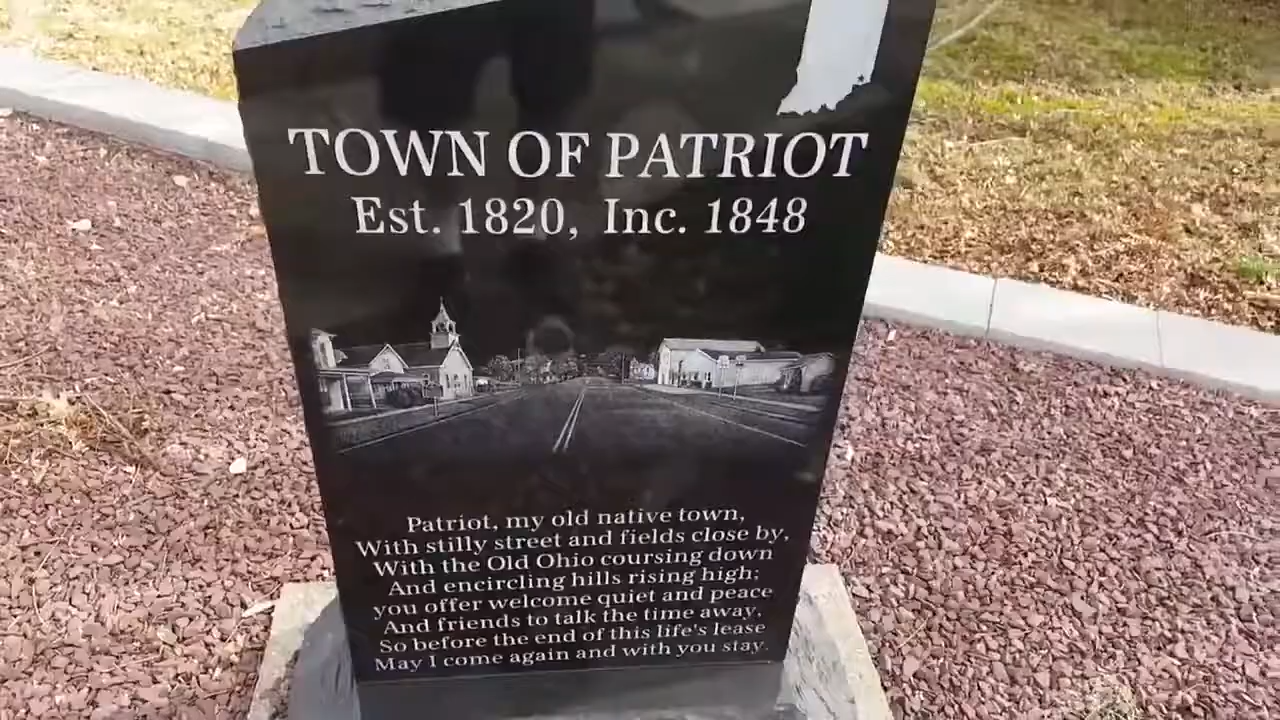 TOWN OF PATRIOT
Est. 1820, Inc. 1848
Patriot, my old native town,
With stilly street and fields close by,
With the Old Ohio coursing down
And encircling hills rising high;
you offer welcome quiet and peace
And friends to talk the time away,
So before the end of this life's lease
May I come again and with you stay.